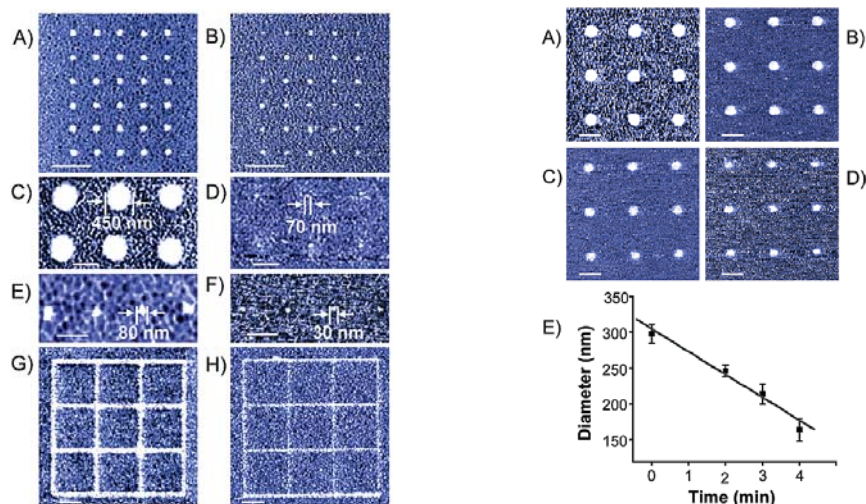 A)
B)
C)
450 nm
D)
70 nm
E)
80 nm
F)
30 nm
G)
H)
A)
B)
C)
D)
E)
Diameter (nm)
350
300
250
200
150
0 1 2 3 4
Time (min)